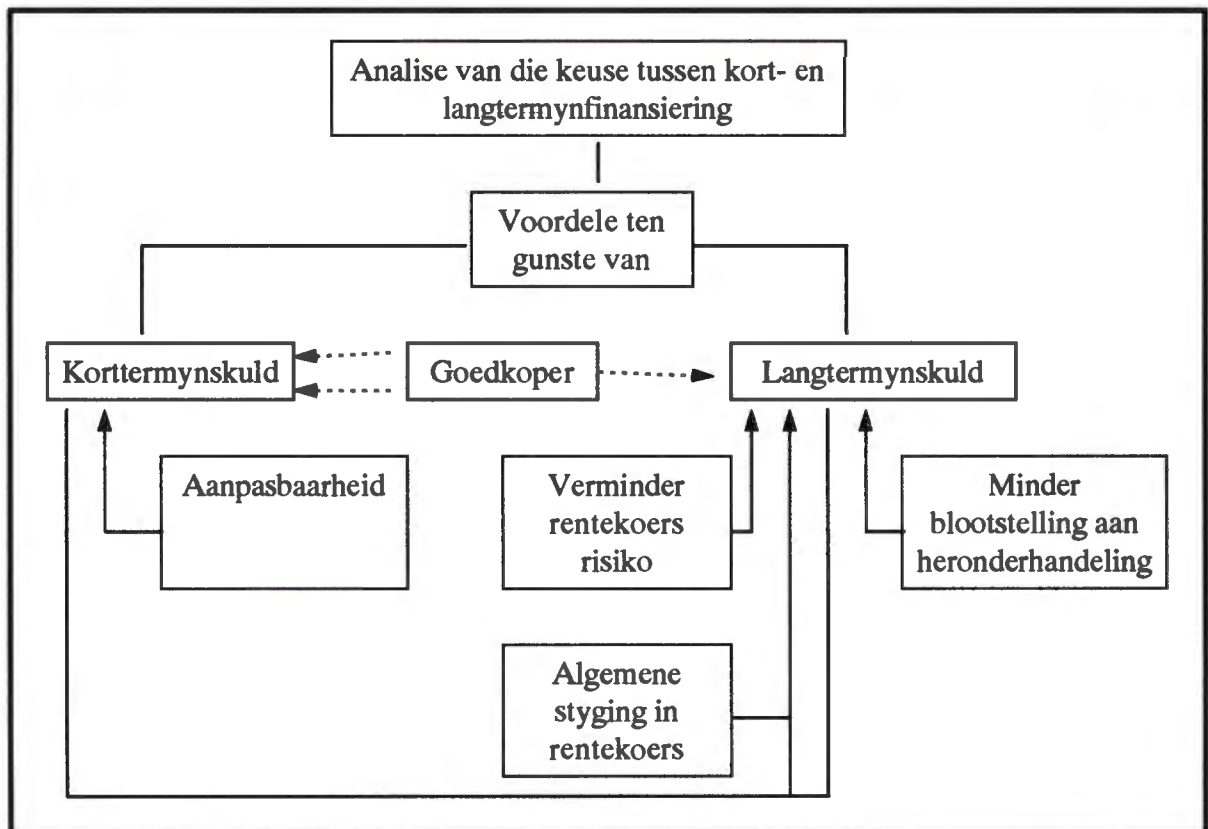 Analise van die keuse tussen kort- en
langtermynfinansiering
Voordele ten
gunste van
Korttermynskuld
Goedkoper
Langtermynskuld
Aanpasbaarheid
Verminder
rentekoers
risiko
Minder
blootstelling aan
heronderhandeling
Algemene
styging in
rentekoers